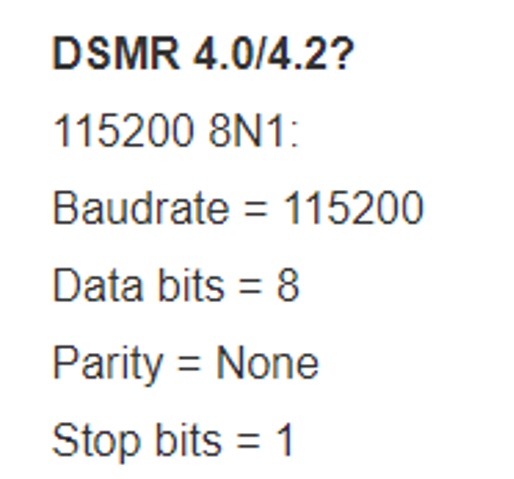 DSMR 4.0/4.2?
115200 8N1:
Baudrate = 115200
Data bits = 8
Parity = None
Stop bits = 1